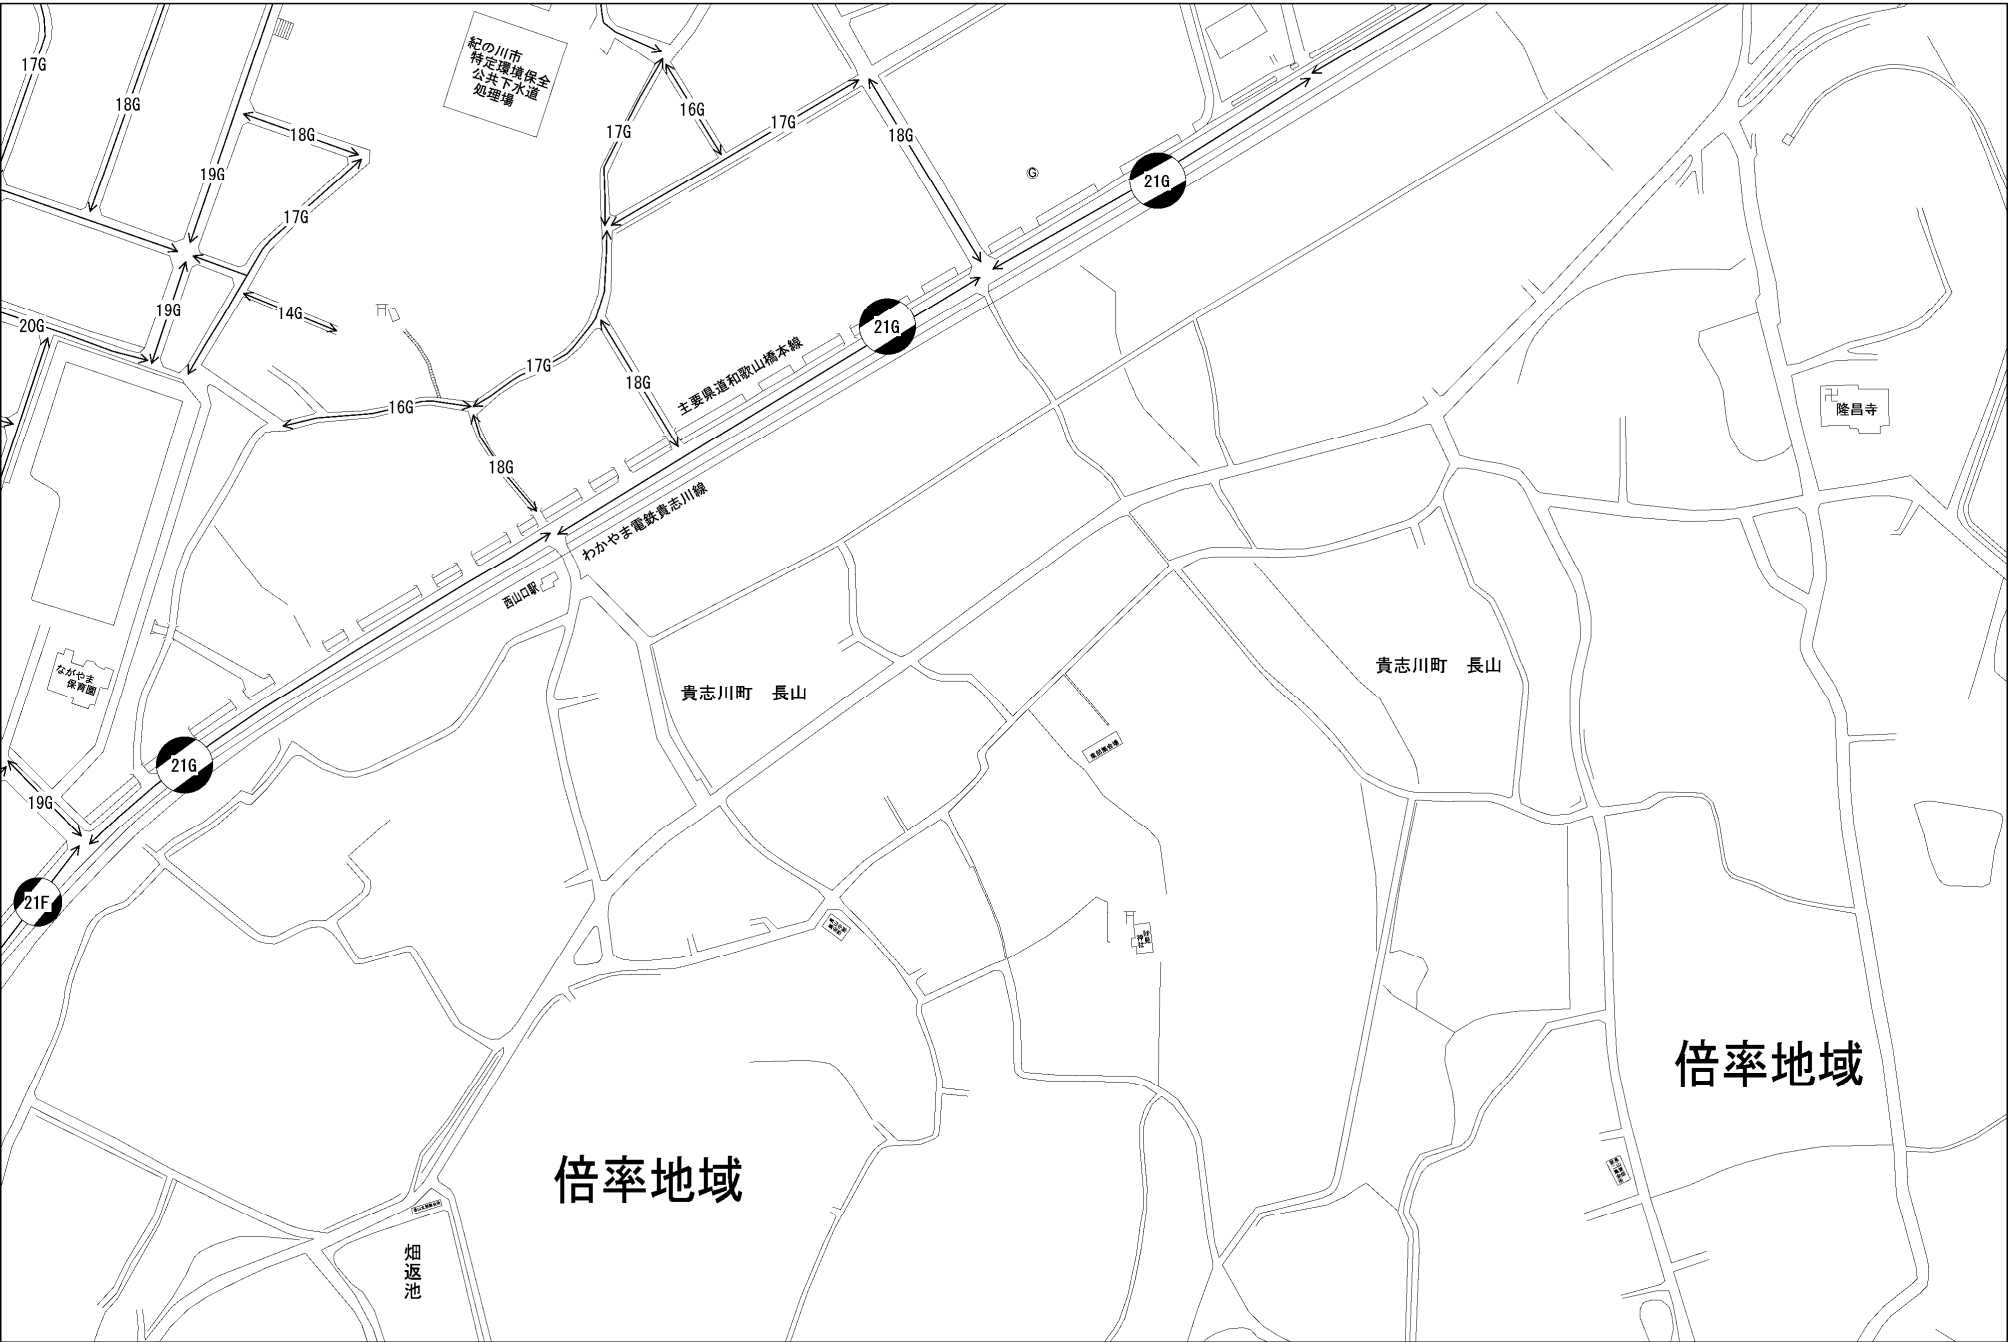 17G
紀の川市
特定環境保全
公共下水道
処理場
18G
16G
17G
17G
18G
18G
19G
G
21G
17G
19G
14G
20G
21G
17G
主要県道和歌山橋本線
18G
16G
隆昌寺
18G
わかやま電鉄貴志川線
西山口駅
ながやま
保育園
貴志川町 長山
貴志川町 長山
21G
19G
21F
倍率地域
倍率地域
畑
返
池